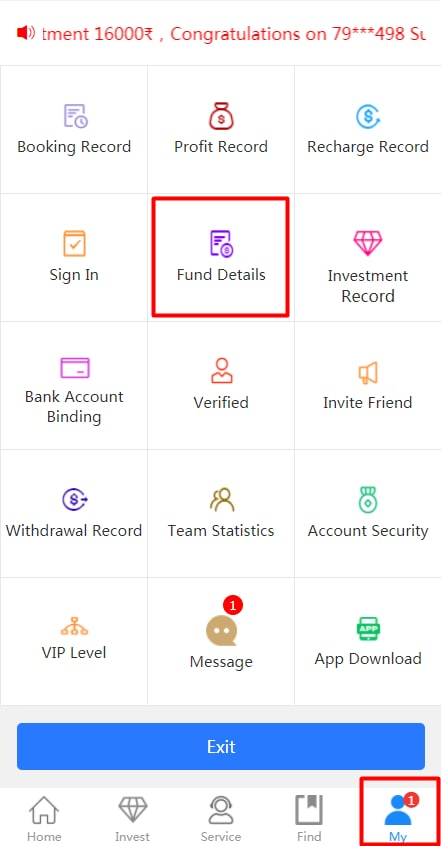 tment 16000₹ , Congratulations on 79***498 Su
Booking Record
Profit Record
Recharge Record
Sign In
Fund Details
Investment
Record
Bank Account
Binding
Verified
Invite Friend
Withdrawal Record
Team Statistics
Account Security
VIP Level
1
Message
APP
App Download
Exit
1
Home
Invest
Service
Find
My